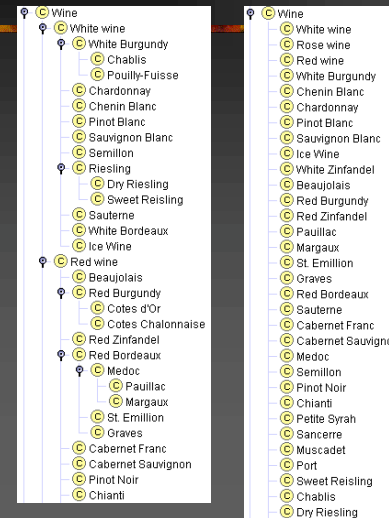 Wine
White wine
White Burgundy
Chablis
Pouilly-Fuisse
Chardonnay
Chenin Blanc
Pinot Blanc
Sauvignon Blanc
Semillon
Riesling
Dry Riesling
Sweet Reisling
Sauterne
White Bordeaux
Ice Wine
Red wine
Beaujolais
Red Burgundy
Cotes d'Or
Cotes Chalonnaise
Red Zinfandel
Red Bordeaux
Medoc
Pauillac
Margaux
St. Emillion
Graves
Cabernet Franc
Cabernet Sauvignon
Pinot Noir
Chianti
Wine
White wine
Rose wine
Red wine
White Burgundy
Chenin Blanc
Chardonnay
Pinot Blanc
Sauvignon Blanc
Ice Wine
White Zinfandel
Beaujolais
Red Burgundy
Red Zinfandel
Pauillac
Margaux
St. Emillion
Graves
Red Bordeaux
Sauterne
Cabernet Franc
Cabernet Sauvigno
Medoc
Semillon
Pinot Noir
Chianti
Petite Syrah
Sancerre
Muscadet
Port
Sweet Reisling
Chablis
Dry Riesling